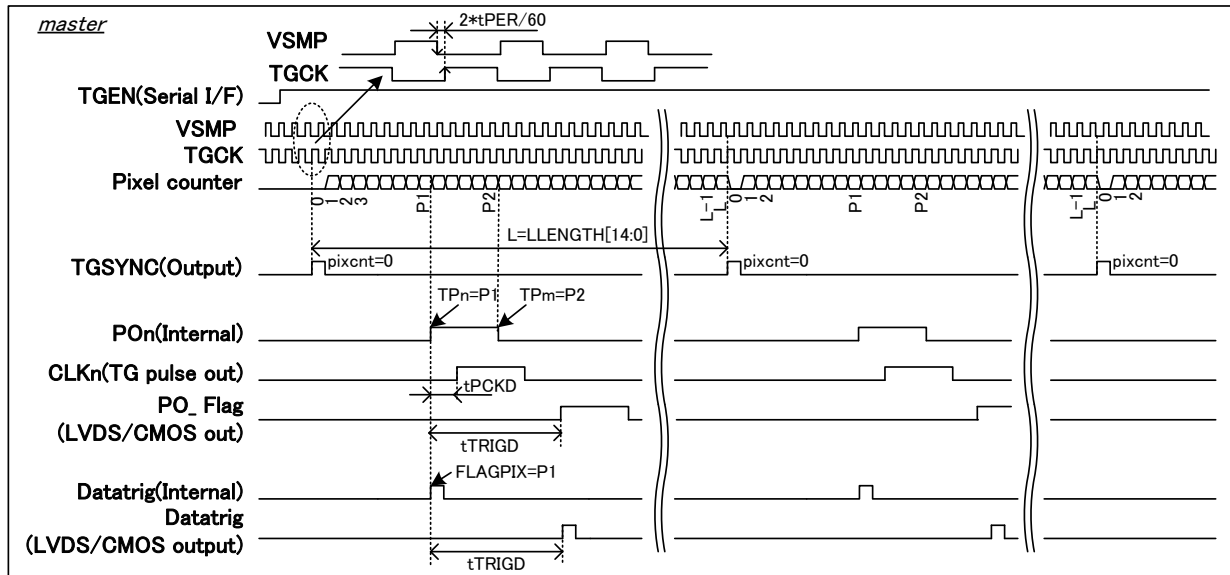 master
2*tPER/60
VSMP
TGCK
TGEN(Serial I/F)
VSMP
TGCK
Pixel counter
0 1 2 3 P1 P2 L-1 L 0 1 2 P1 P2 L-1 L 0 1 2
L=LLENGTH[14:0]
TGSYNC(Output) pixcnt=0 pixcnt=0 pixcnt=0
TPn=P1 TPm=P2
POn(Internal)
CLKn(TG pulse out)
tPCKD
PO_ Flag
(LVDS/CMOS out)
tTRIGD
FLAGPIX=P1
Datatrig(Internal)
Datatrig
(LVDS/CMOS output)
tTRIGD